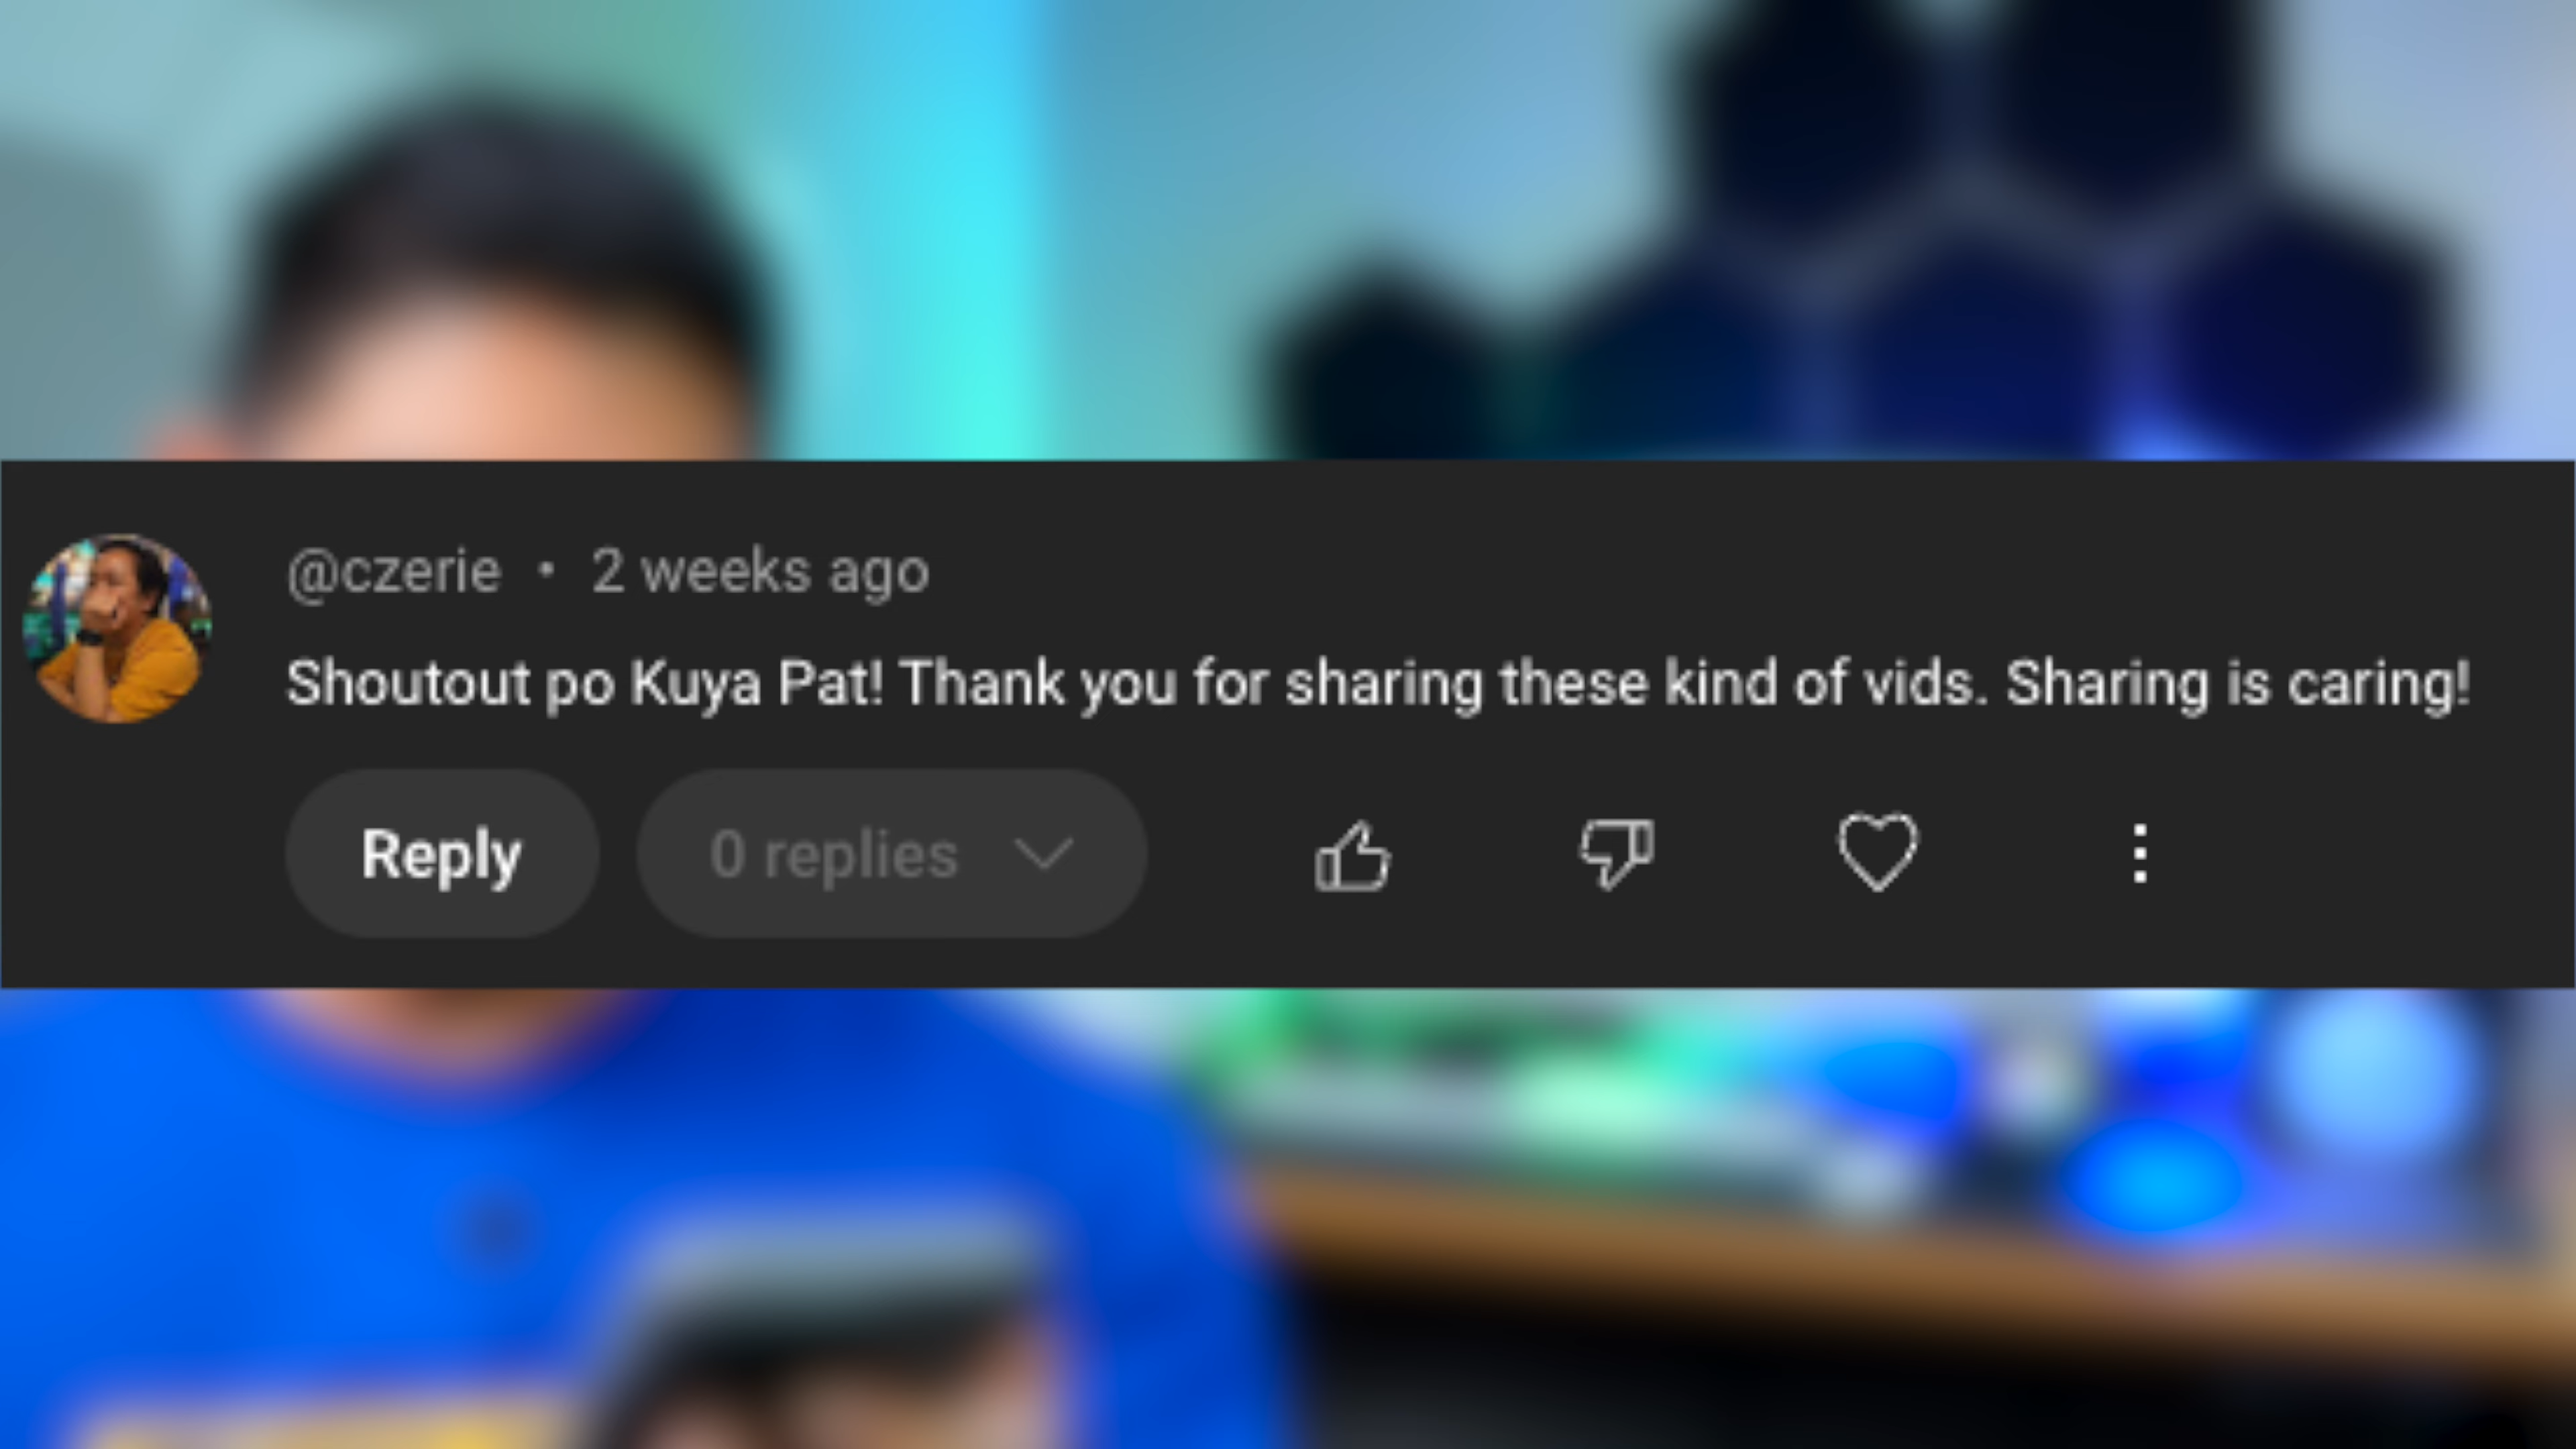 @czerie • 2 weeks ago
Shoutout po Kuya Pat! Thank you for sharing these kind of vids. Sharing is caring!
Reply 0 replies